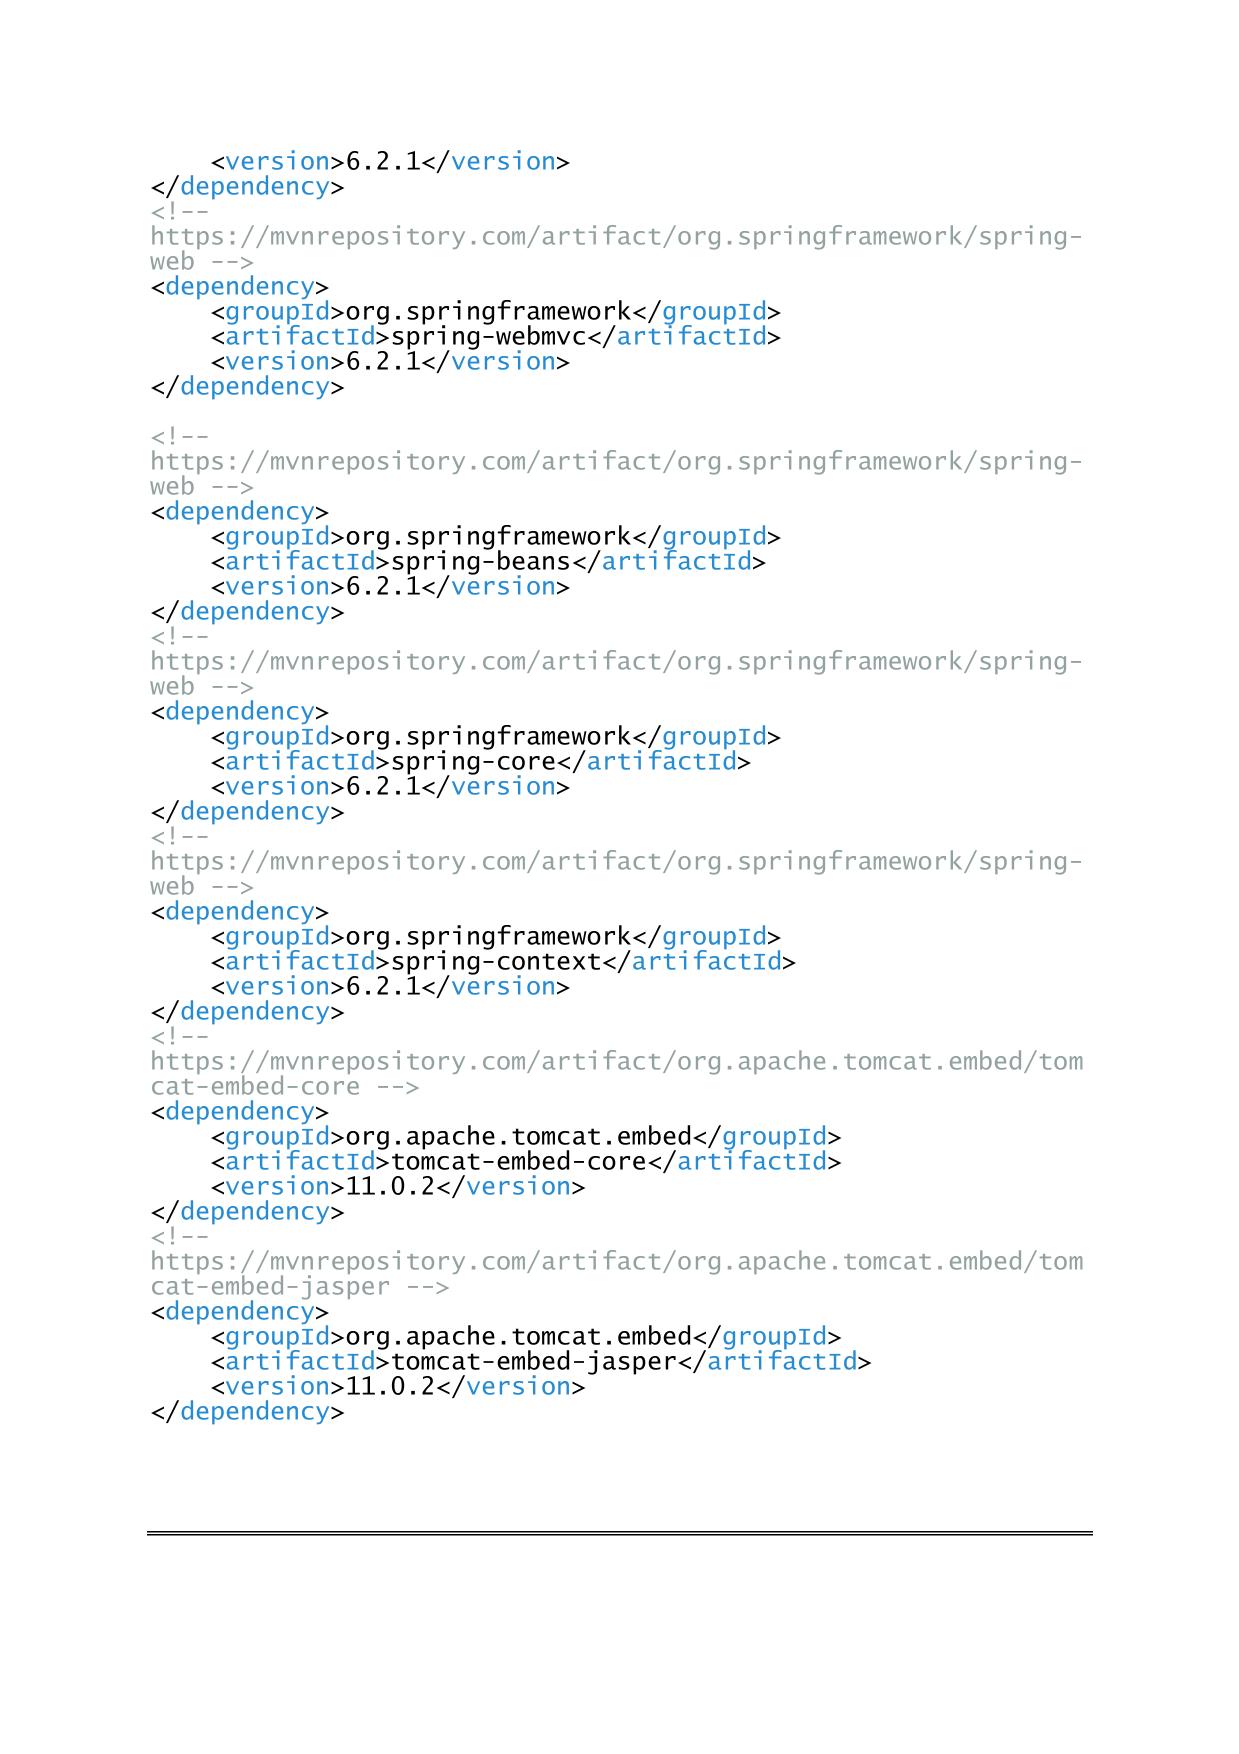 <version>6.2.1</version>
</dependency>
<!--
https://mvnrepository.com/artifact/org.springframework/spring-
web -->
<dependency>
    <groupId>org.springframework</groupId>
    <artifactId>spring-webmvc</artifactId>
    <version>6.2.1</version>
</dependency>

<!--
https://mvnrepository.com/artifact/org.springframework/spring-
web -->
<dependency>
    <groupId>org.springframework</groupId>
    <artifactId>spring-beans</artifactId>
    <version>6.2.1</version>
</dependency>
<!--
https://mvnrepository.com/artifact/org.springframework/spring-
web -->
<dependency>
    <groupId>org.springframework</groupId>
    <artifactId>spring-core</artifactId>
    <version>6.2.1</version>
</dependency>
<!--
https://mvnrepository.com/artifact/org.springframework/spring-
web -->
<dependency>
    <groupId>org.springframework</groupId>
    <artifactId>spring-context</artifactId>
    <version>6.2.1</version>
</dependency>
<!--
https://mvnrepository.com/artifact/org.apache.tomcat.embed/tom
cat-embed-core -->
<dependency>
    <groupId>org.apache.tomcat.embed</groupId>
    <artifactId>tomcat-embed-core</artifactId>
    <version>11.0.2</version>
</dependency>
<!--
https://mvnrepository.com/artifact/org.apache.tomcat.embed/tom
cat-embed-jasper -->
<dependency>
    <groupId>org.apache.tomcat.embed</groupId>
    <artifactId>tomcat-embed-jasper</artifactId>
    <version>11.0.2</version>
</dependency>